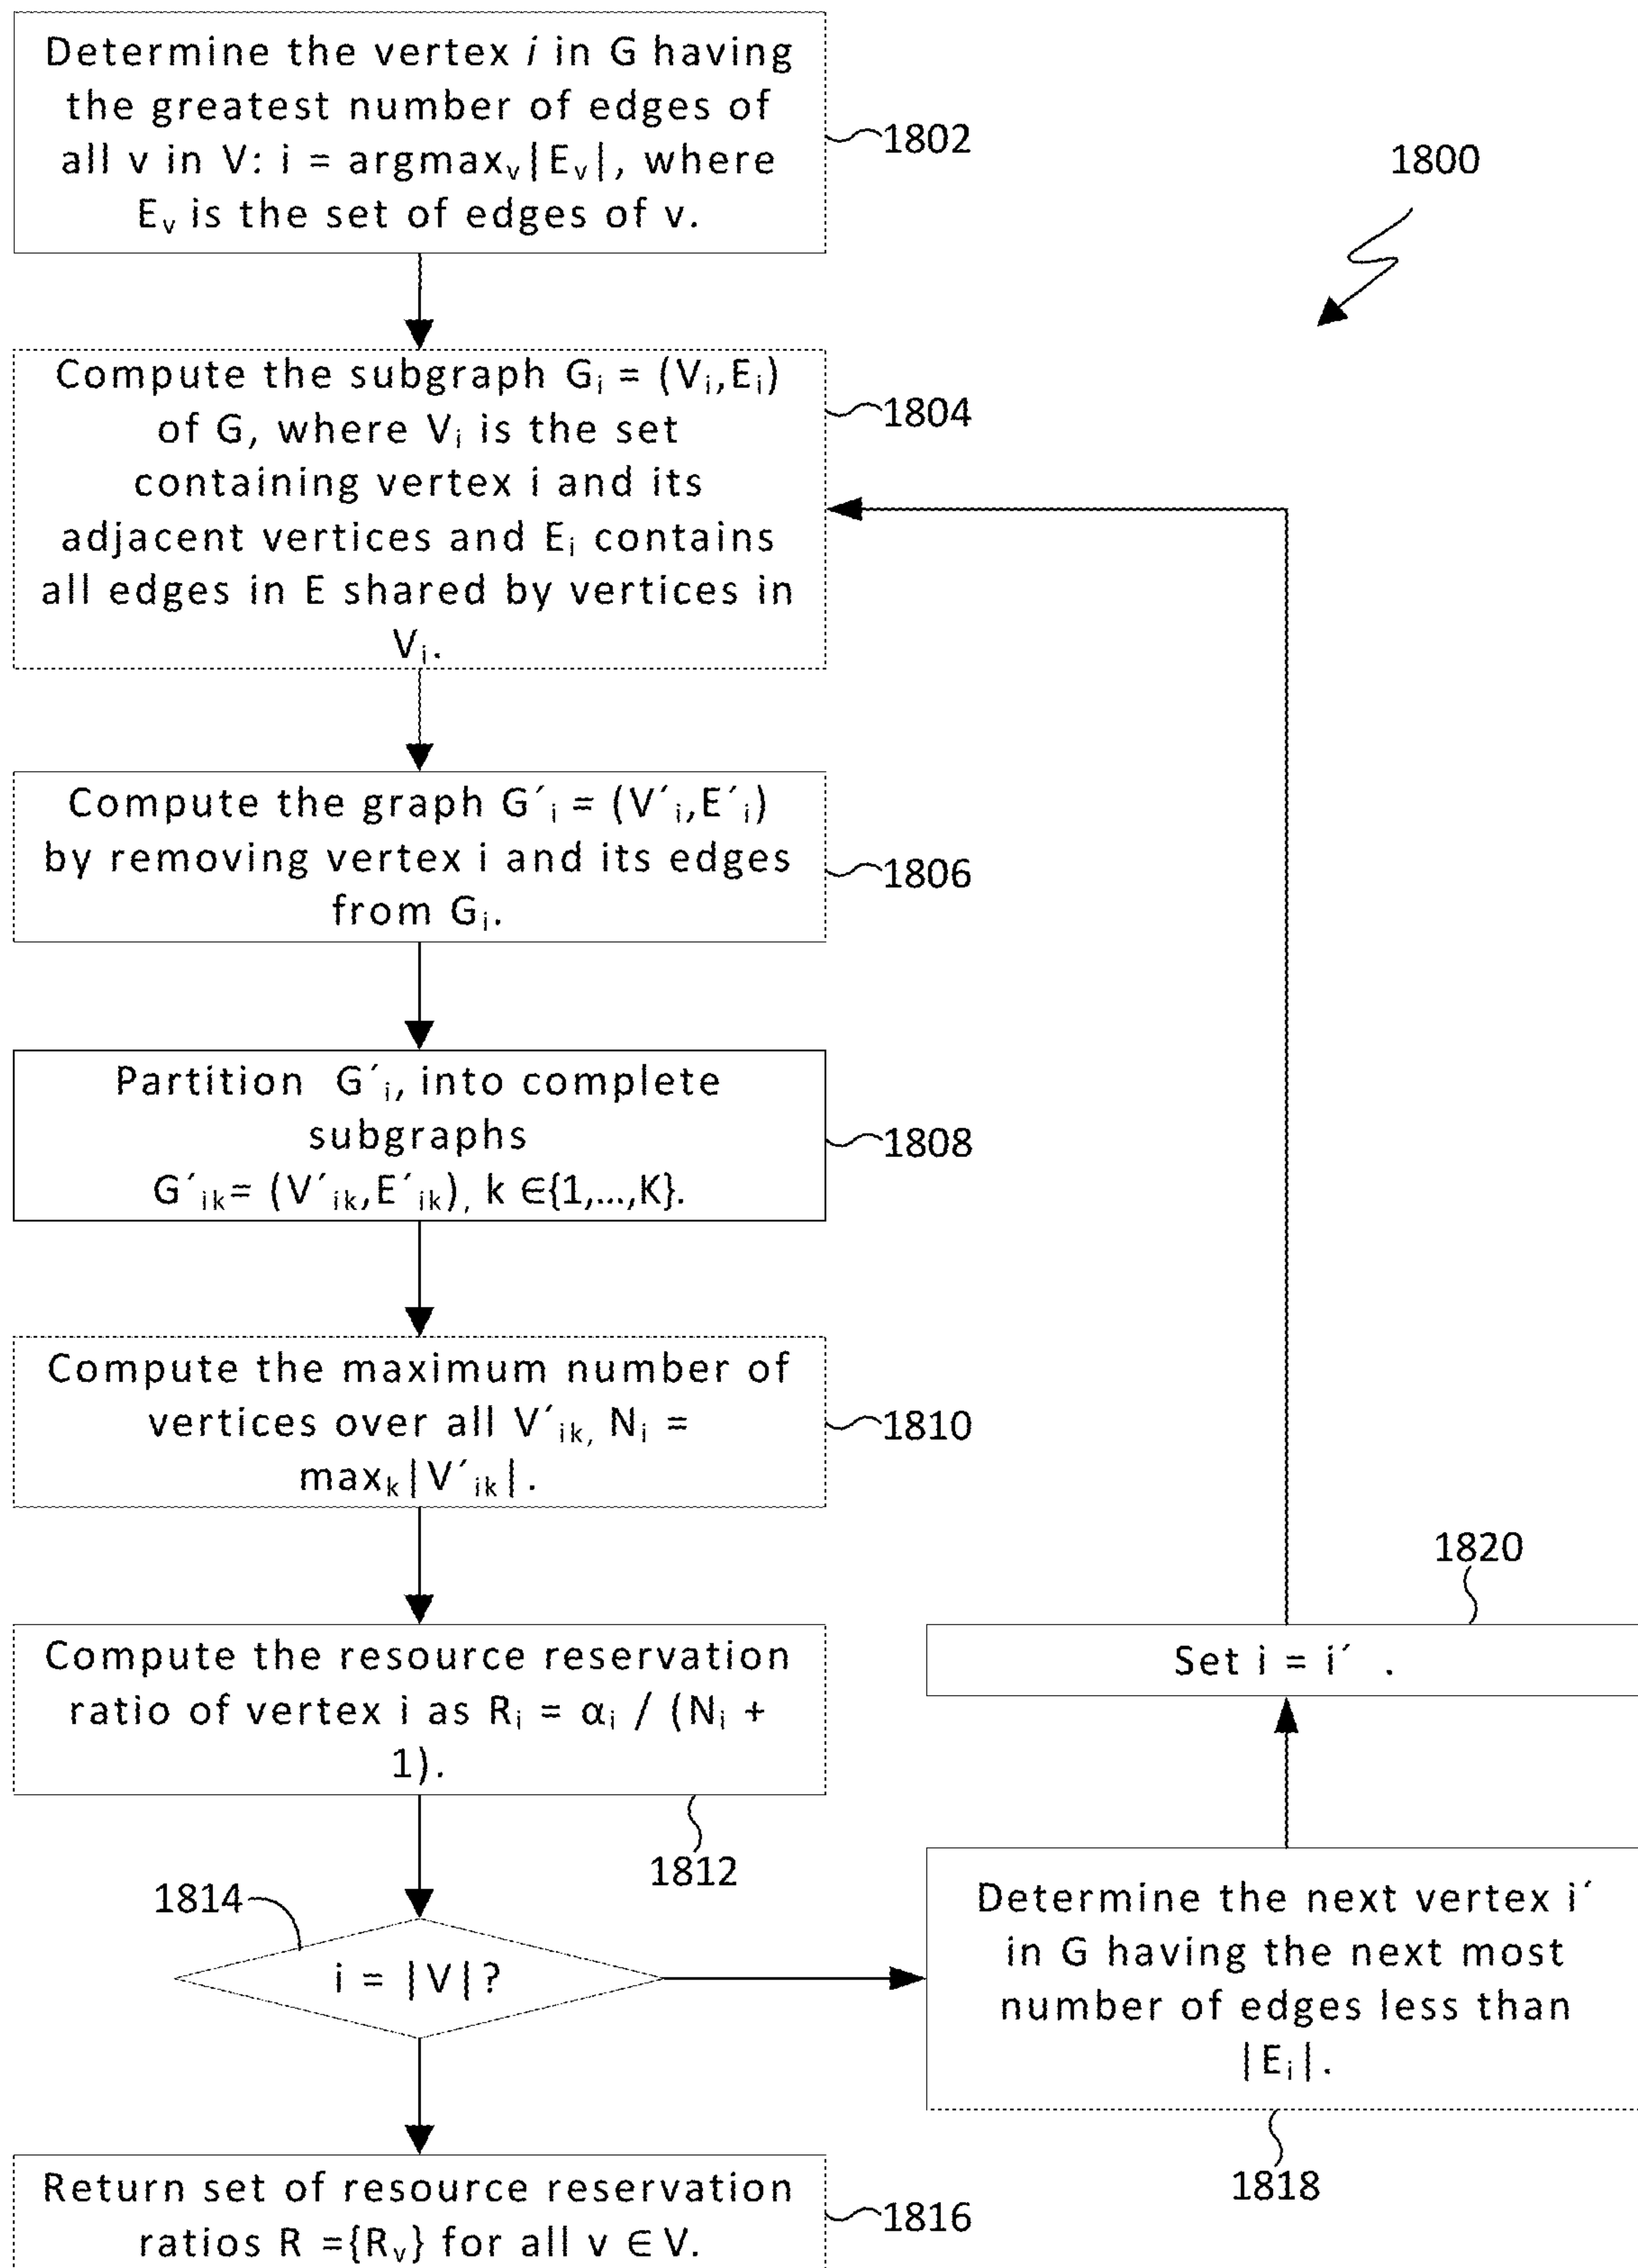 Determine the vertex i in G having
the greatest number of edges of
all v in V: i = argmaxᵥ|Eᵥ|, where
Eᵥ is the set of edges of v.
1802
1800
Compute the subgraph Gᵢ = (Vᵢ,Eᵢ)
of G, where Vᵢ is the set
containing vertex i and its
adjacent vertices and Eᵢ contains
all edges in E shared by vertices in
Vᵢ.
1804
Compute the graph G´ᵢ = (V´ᵢ,E´ᵢ)
by removing vertex i and its edges
from Gᵢ.
1806
Partition G´ᵢ, into complete
subgraphs
G´ᵢₖ= (V´ᵢₖ,E´ᵢₖ), k ∈{1,...,K}.
1808
Compute the maximum number of
vertices over all V´ᵢₖ, Nᵢ =
maxₖ|V´ᵢₖ|.
1810
Compute the resource reservation
ratio of vertex i as Rᵢ = αᵢ / (Nᵢ +
1).
1812
1820
Set i = i´ .
1814
i = |V|?
Determine the next vertex i´
in G having the next most
number of edges less than
|Eᵢ|.
1818
Return set of resource reservation
ratios R ={Rᵥ} for all v ∈ V.
1816